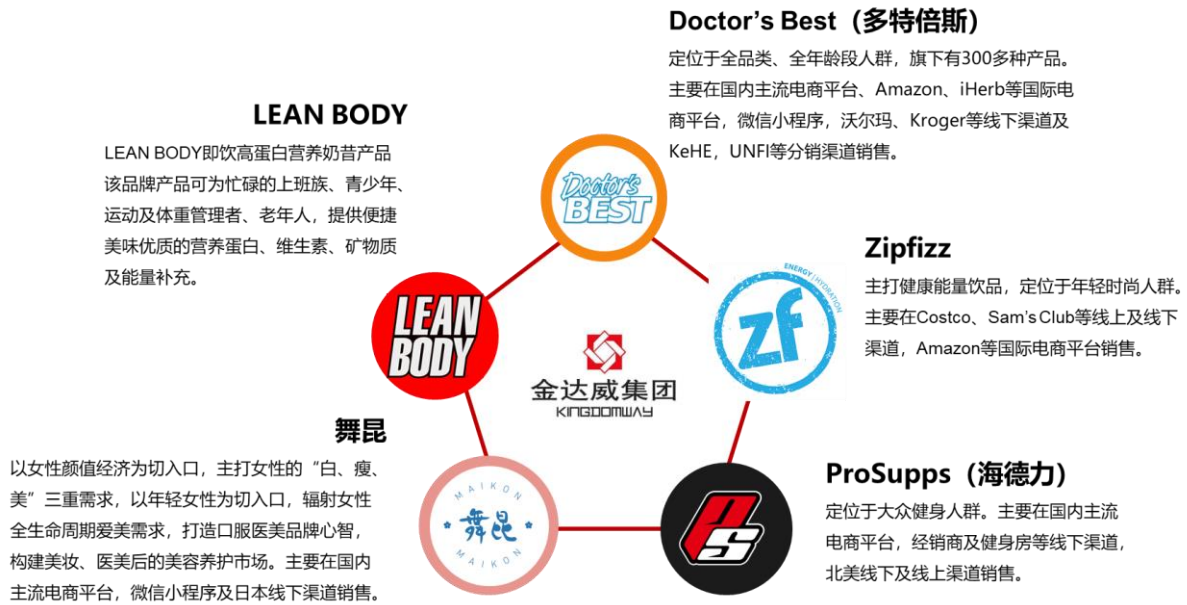 Doctor's Best（多特倍斯）
定位于全品类、全年龄段人群，旗下有300多种产品。
主要在国内主流电商平台、Amazon、iHerb等国际电
商平台，微信小程序，沃尔玛、Kroger等线下渠道及
KeHE，UNFI等分销渠道销售。
LEAN BODY
LEAN BODY即饮高蛋白营养奶昔产品
该品牌产品可为忙碌的上班族、青少年、
运动及体重管理者、老年人，提供便捷
美味优质的营养蛋白、维生素、矿物质
及能量补充。
Doctor's
BEST
Zipfizz
主打健康能量饮品，定位于年轻时尚人群。
主要在Costco、Sam's Club等线上及线下
渠道，Amazon等国际电商平台销售。
ENERGY | HYDRATION
zf
LEAN
BODY
金达威集团
KINGDOMWAY
舞昆
以女性颜值经济为切入口，主打女性的“白、瘦、
美”三重需求，以年轻女性为切入口，辐射女性
全生命周期爱美需求，打造口服医美品牌心智，
构建美妆、医美后的美容养护市场。主要在国内
主流电商平台，微信小程序及日本线下渠道销售。
MAIKON
舞昆
MAIKON
PS
ProSupps（海德力）
定位于大众健身人群。主要在国内主流
电商平台，经销商及健身房等线下渠道，
北美线下及线上渠道销售。